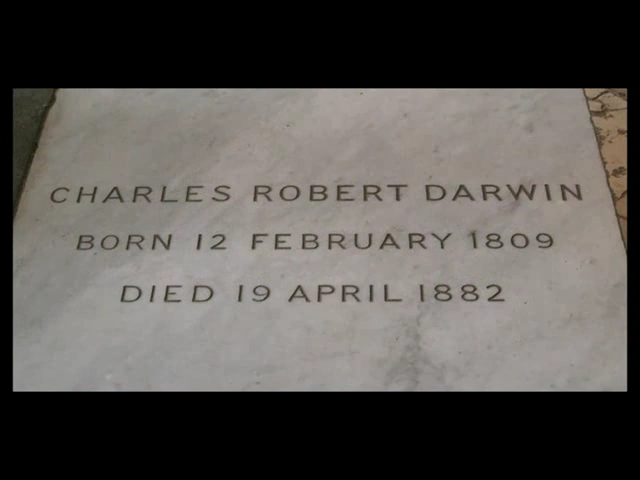 CHARLES ROBERT DARWIN
BORN 12 FEBRUARY 1809
DIED 19 APRIL 1882